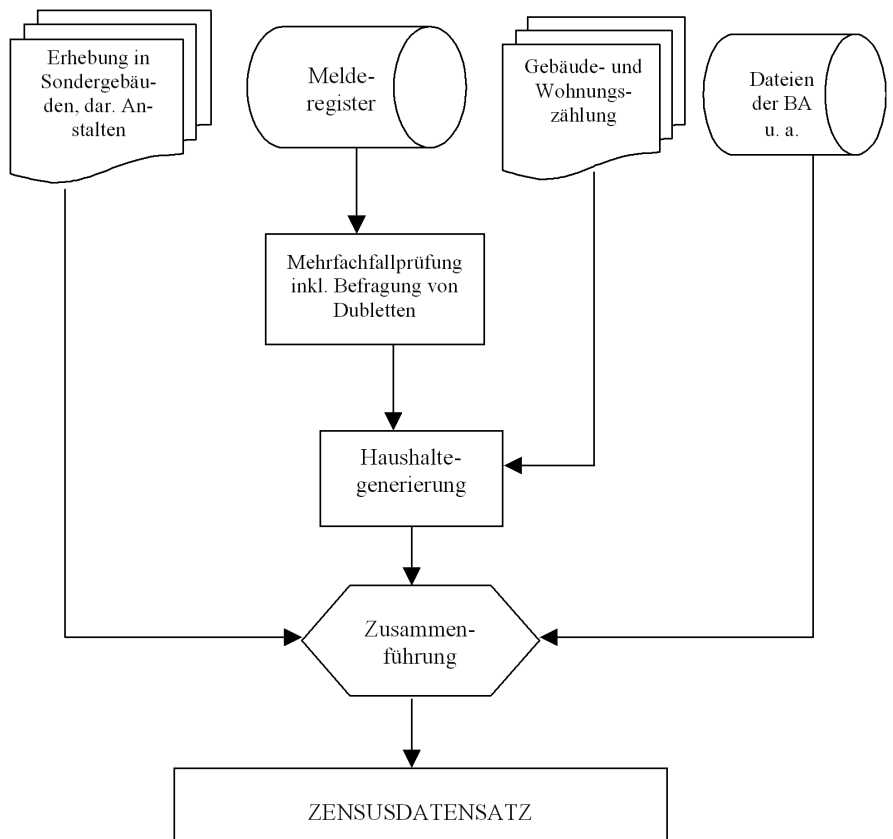 Erhebung in
Sondergebäu-
den, dar. An-
stalten
Melde-
register
Gebäude- und
Wohnungs-
zählung
Dateien
der BA
u. a.
Mehrfachfallprüfung
inkl. Befragung von
Dubletten
Haushalte-
generierung
Zusammen-
führung
ZENSUSDATENSATZ